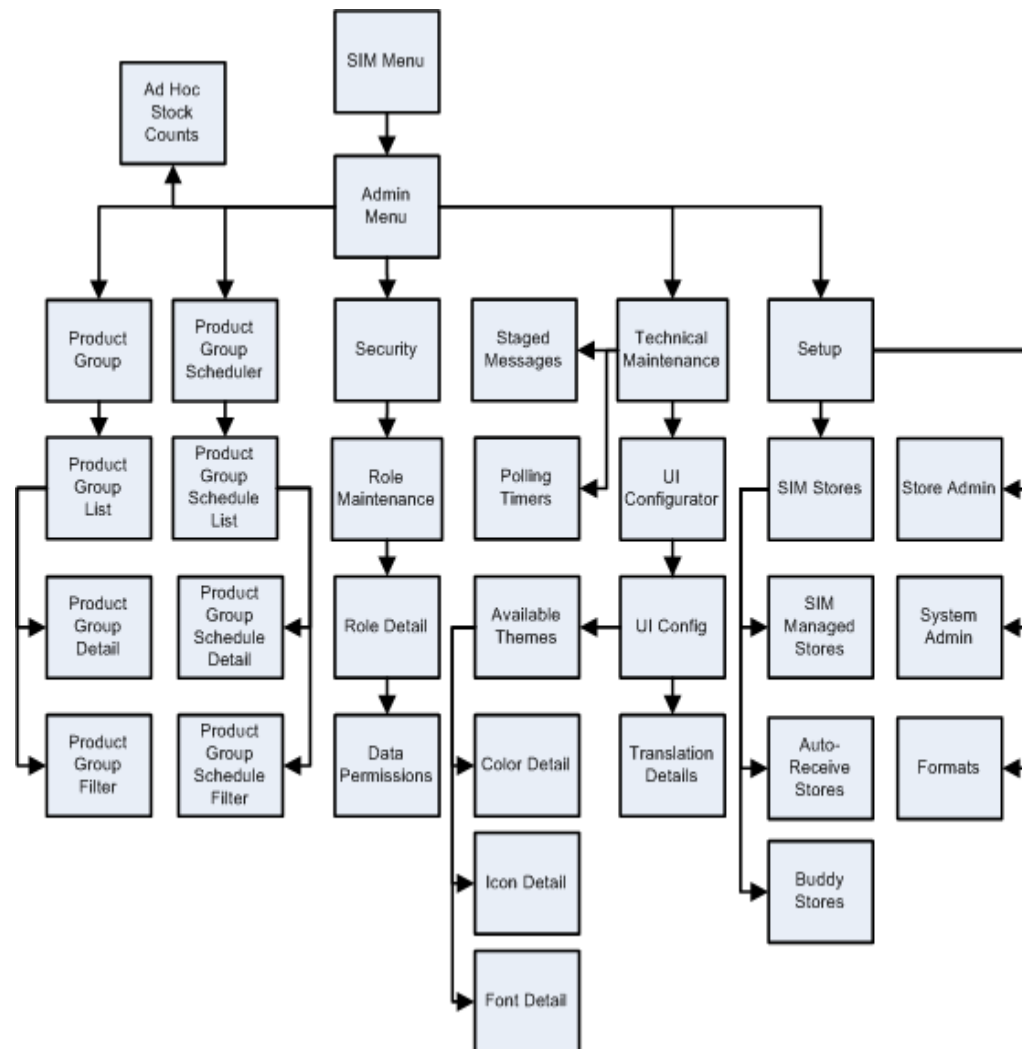 SIM Menu
Ad Hoc
Stock
Counts
Admin
Menu
Product
Group
Product
Group
Scheduler
Security
Staged
Messages
Technical
Maintenance
Setup
Product
Group
List
Product
Group
Schedule
List
Role
Maintenance
Polling
Timers
UI
Configurator
SIM Stores
Store Admin
Product
Group
Detail
Product
Group
Schedule
Detail
Role Detail
Available
Themes
UI Config
SIM
Managed
Stores
System
Admin
Product
Group
Filter
Product
Group
Schedule
Filter
Data
Permissions
Color Detail
Translation
Details
Auto-
Receive
Stores
Formats
Icon Detail
Buddy
Stores
Font Detail